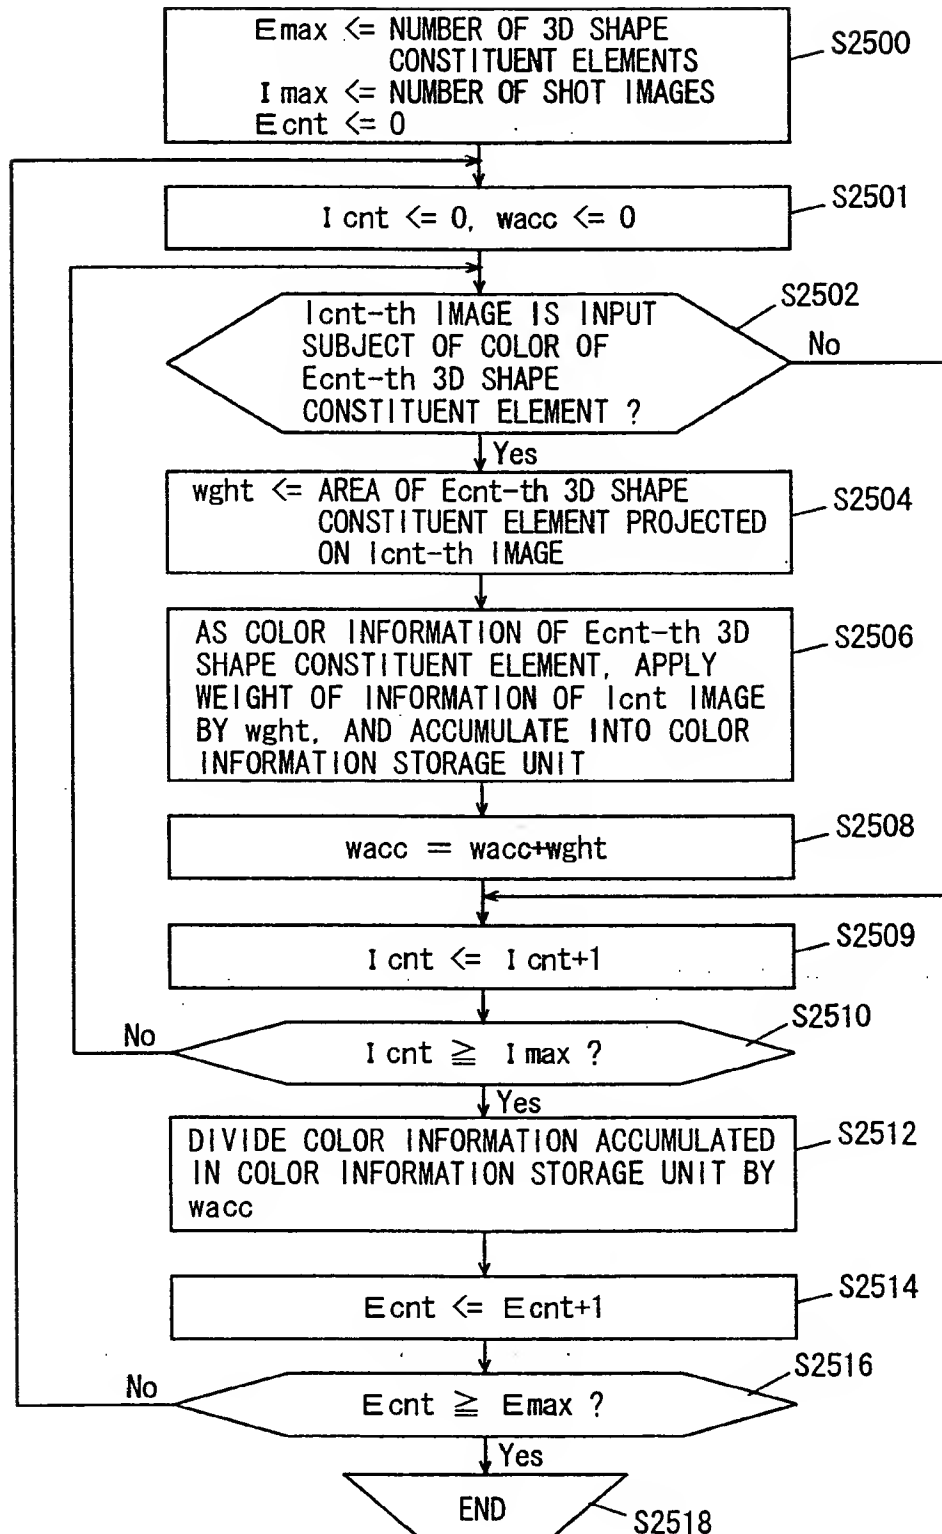 Emax <= NUMBER OF 3D SHAPE
CONSTITUENT ELEMENTS
Imax <= NUMBER OF SHOT IMAGES
Ecnt <= 0
S2500
Icnt <= 0, wacc <= 0
S2501
Icnt-th IMAGE IS INPUT
SUBJECT OF COLOR OF
Ecnt-th 3D SHAPE
CONSTITUENT ELEMENT ?
S2502
No
Yes
wght <= AREA OF Ecnt-th 3D SHAPE
CONSTITUENT ELEMENT PROJECTED
ON Icnt-th IMAGE
S2504
AS COLOR INFORMATION OF Ecnt-th 3D
SHAPE CONSTITUENT ELEMENT, APPLY
WEIGHT OF INFORMATION OF Icnt IMAGE
BY wght, AND ACCUMULATE INTO COLOR
INFORMATION STORAGE UNIT
S2506
wacc = wacc+wght
S2508
Icnt <= Icnt+1
S2509
Icnt ≧ Imax ?
S2510
No
Yes
DIVIDE COLOR INFORMATION ACCUMULATED
IN COLOR INFORMATION STORAGE UNIT BY
wacc
S2512
Ecnt <= Ecnt+1
S2514
Ecnt ≧ Emax ?
S2516
No
Yes
END
S2518